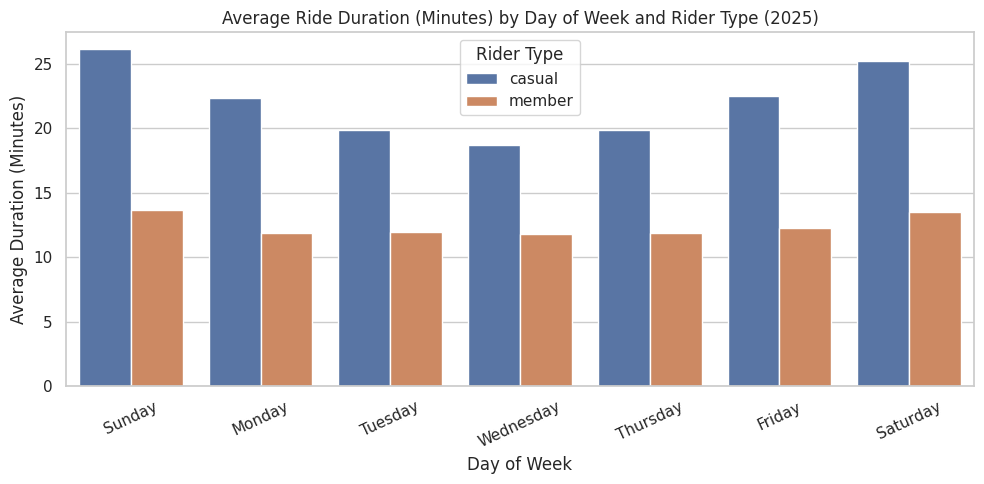 Average Ride Duration (Minutes) by Day of Week and Rider Type (2025)
Rider Type
casual
member
Average Duration (Minutes)
25
20
15
10
5
0
Sunday
Monday
Tuesday
Wednesday
Thursday
Friday
Saturday
Day of Week